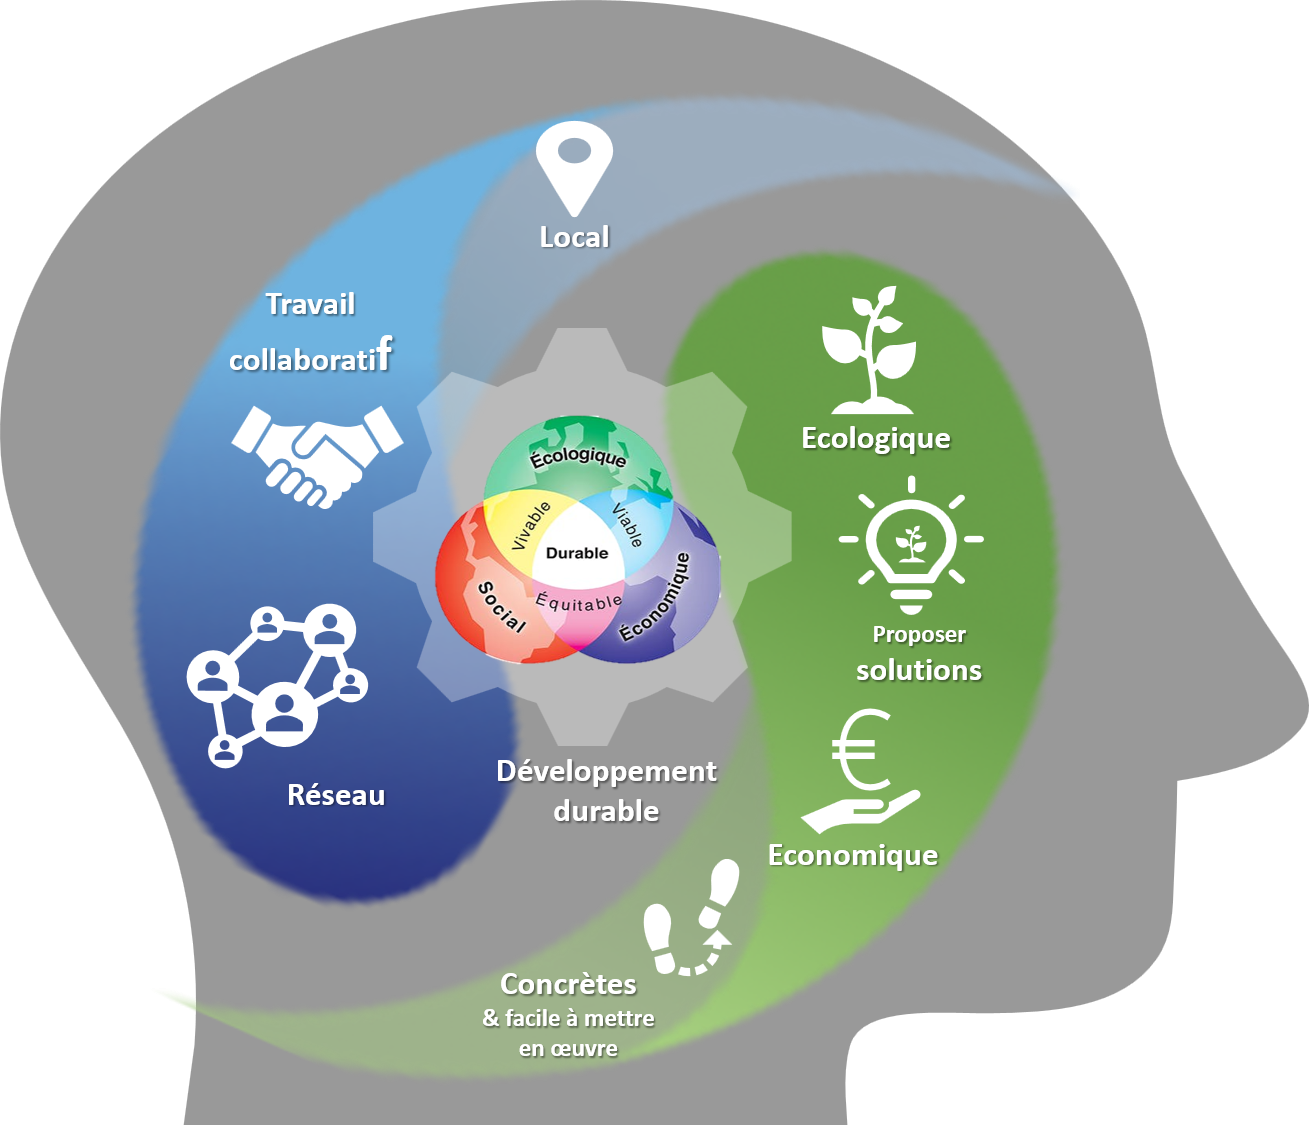 Local
Travail
collaboratif
Ecologique
Écologique
Vivable
Viable
Durable
Social
Équitable
Économique
Proposer
solutions
€
Développement
durable
Réseau
Economique
Concrètes
& facile à mettre
en œuvre